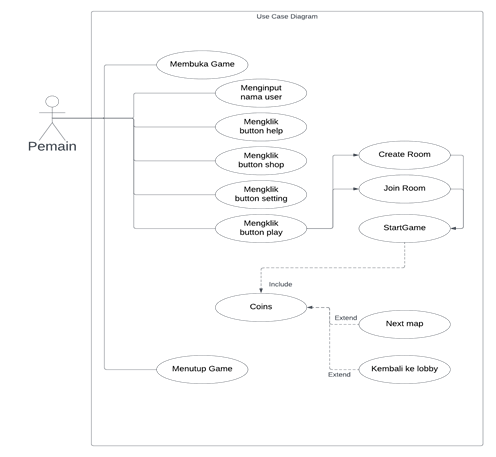 Use Case Diagram
Membuka Game
Menginput
nama user
Mengklik
button help
Pemain
Mengklik
button shop
Create Room
Mengklik
button setting
Join Room
Mengklik
button play
StartGame
Include
Coins
Extend
Next map
Menutup Game
Extend
Kembali ke lobby